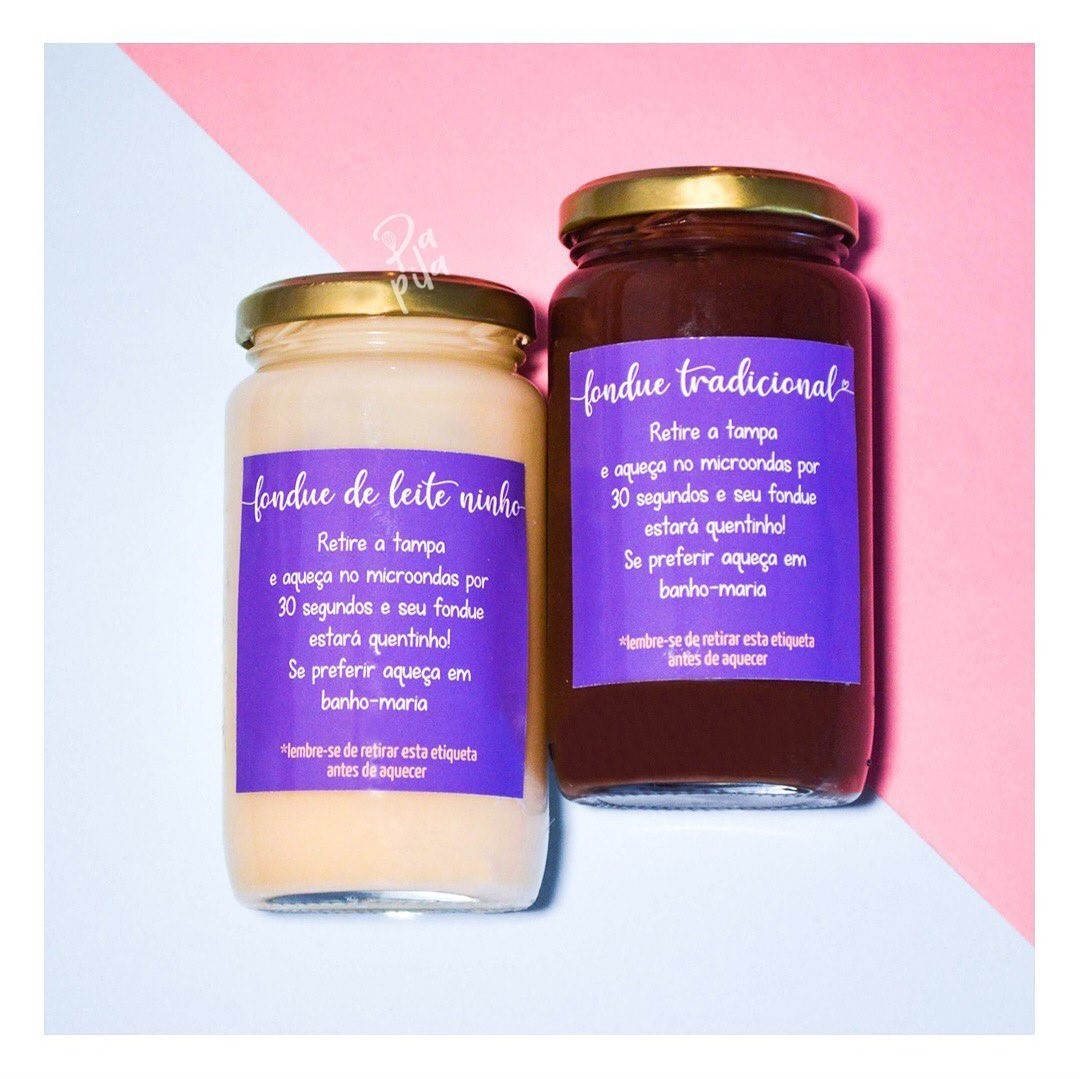 Papila
fondue de leite ninho
Retire a tampa
e aqueça no microondas por
30 segundos e seu fondue
estará quentinho!
Se preferir aqueça em
banho-maria
*lembre-se de retirar esta etiqueta
antes de aquecer
fondue tradicional
Retire a tampa
e aqueça no microondas por
30 segundos e seu fondue
estará quentinho!
Se preferir aqueça em
banho-maria
*lembre-se de retirar esta etiqueta
antes de aquecer